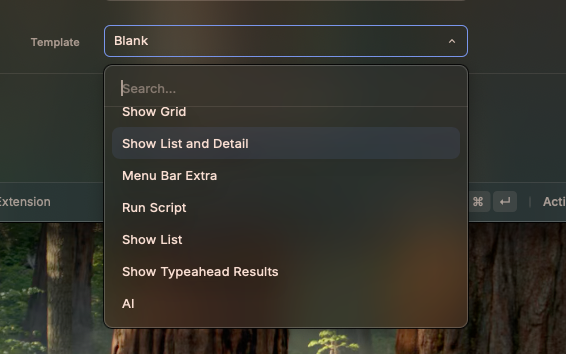 Template
Blank
Search...
Show Grid
Show List and Detail
Menu Bar Extra
Extension
⌘ ↵
Run Script
Show List
Show Typeahead Results
AI